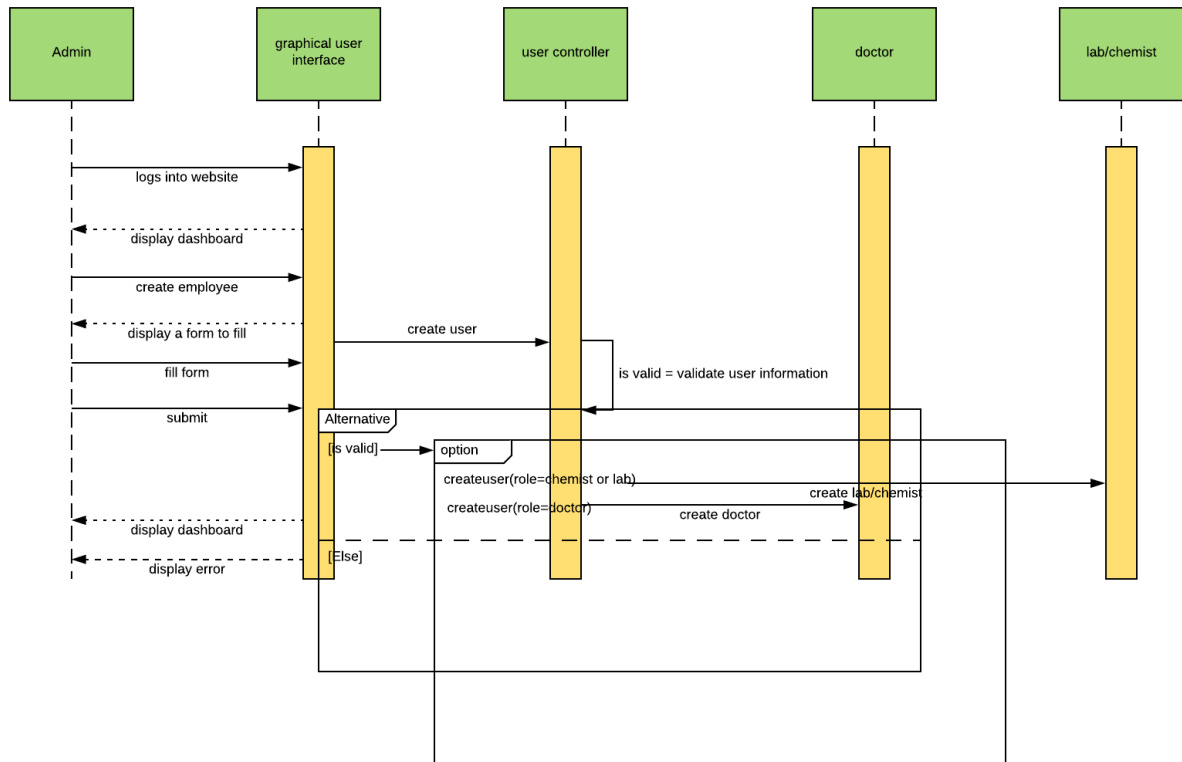 Admin
graphical user
interface
user controller
doctor
lab/chemist
logs into website
display dashboard
create employee
display a form to fill
create user
fill form
is valid = validate user information
submit
Alternative
[is valid]
option
createuser(role=chemist or lab)
create lab/chemist
createuser(role=doctor)
create doctor
display dashboard
[Else]
display error